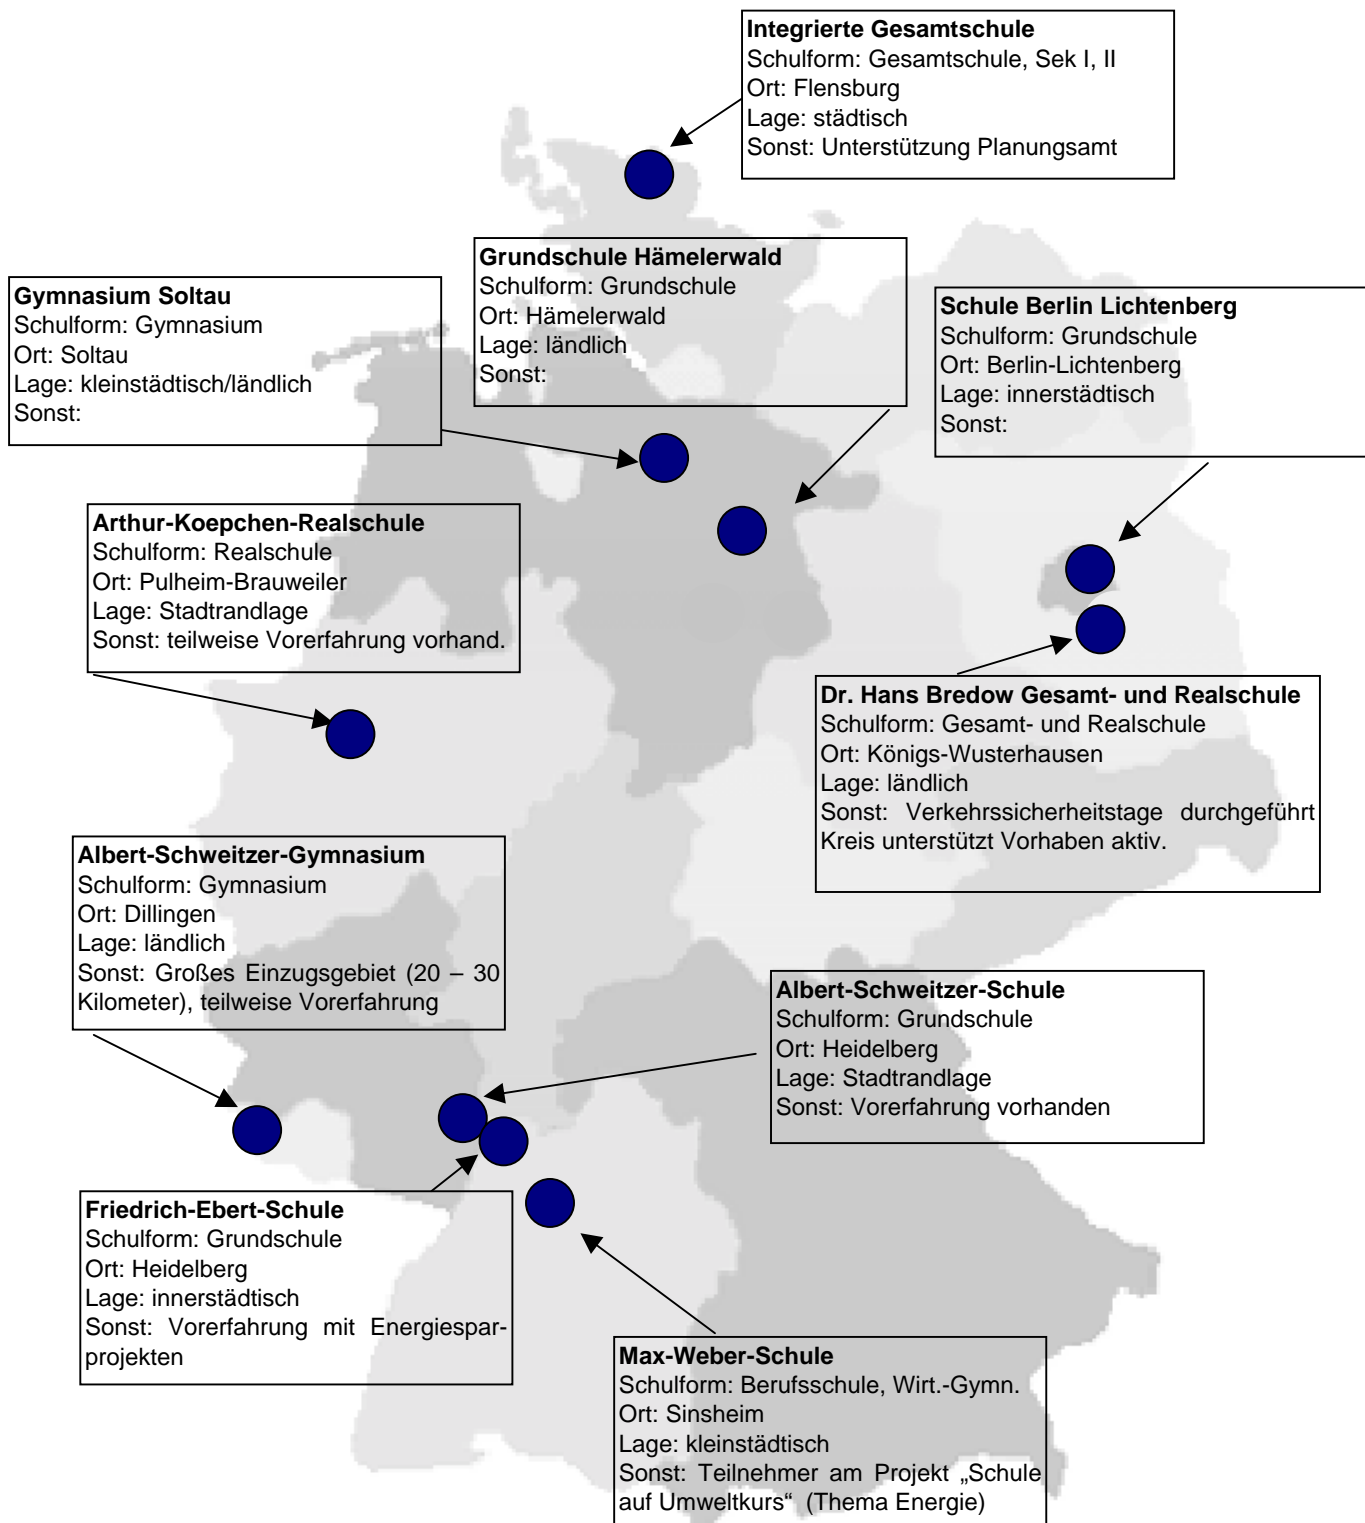 Integrierte Gesamtschule
Schulform: Gesamtschule, Sek I, II
Ort: Flensburg
Lage: städtisch
Sonst: Unterstützung Planungsamt
Grundschule Hämelerwald
Schulform: Grundschule
Ort: Hämelerwald
Lage: ländlich
Sonst:
Gymnasium Soltau
Schulform: Gymnasium
Ort: Soltau
Lage: kleinstädtisch/ländlich
Sonst:
Schule Berlin Lichtenberg
Schulform: Grundschule
Ort: Berlin-Lichtenberg
Lage: innerstädtisch
Sonst:
Arthur-Koepchen-Realschule
Schulform: Realschule
Ort: Pulheim-Brauweiler
Lage: Stadtrandlage
Sonst: teilweise Vorerfahrung vorhand.
Dr. Hans Bredow Gesamt- und Realschule
Schulform: Gesamt- und Realschule
Ort: Königs-Wusterhausen
Lage: ländlich
Sonst: Verkehrssicherheitstage durchgeführt
Kreis unterstützt Vorhaben aktiv.
Albert-Schweitzer-Gymnasium
Schulform: Gymnasium
Ort: Dillingen
Lage: ländlich
Sonst: Großes Einzugsgebiet (20 – 30
Kilometer), teilweise Vorerfahrung
Albert-Schweitzer-Schule
Schulform: Grundschule
Ort: Heidelberg
Lage: Stadtrandlage
Sonst: Vorerfahrung vorhanden
Friedrich-Ebert-Schule
Schulform: Grundschule
Ort: Heidelberg
Lage: innerstädtisch
Sonst: Vorerfahrung mit Energiespar-
projekten
Max-Weber-Schule
Schulform: Berufsschule, Wirt.-Gymn.
Ort: Sinsheim
Lage: kleinstädtisch
Sonst: Teilnehmer am Projekt „Schule
auf Umweltkurs“ (Thema Energie)